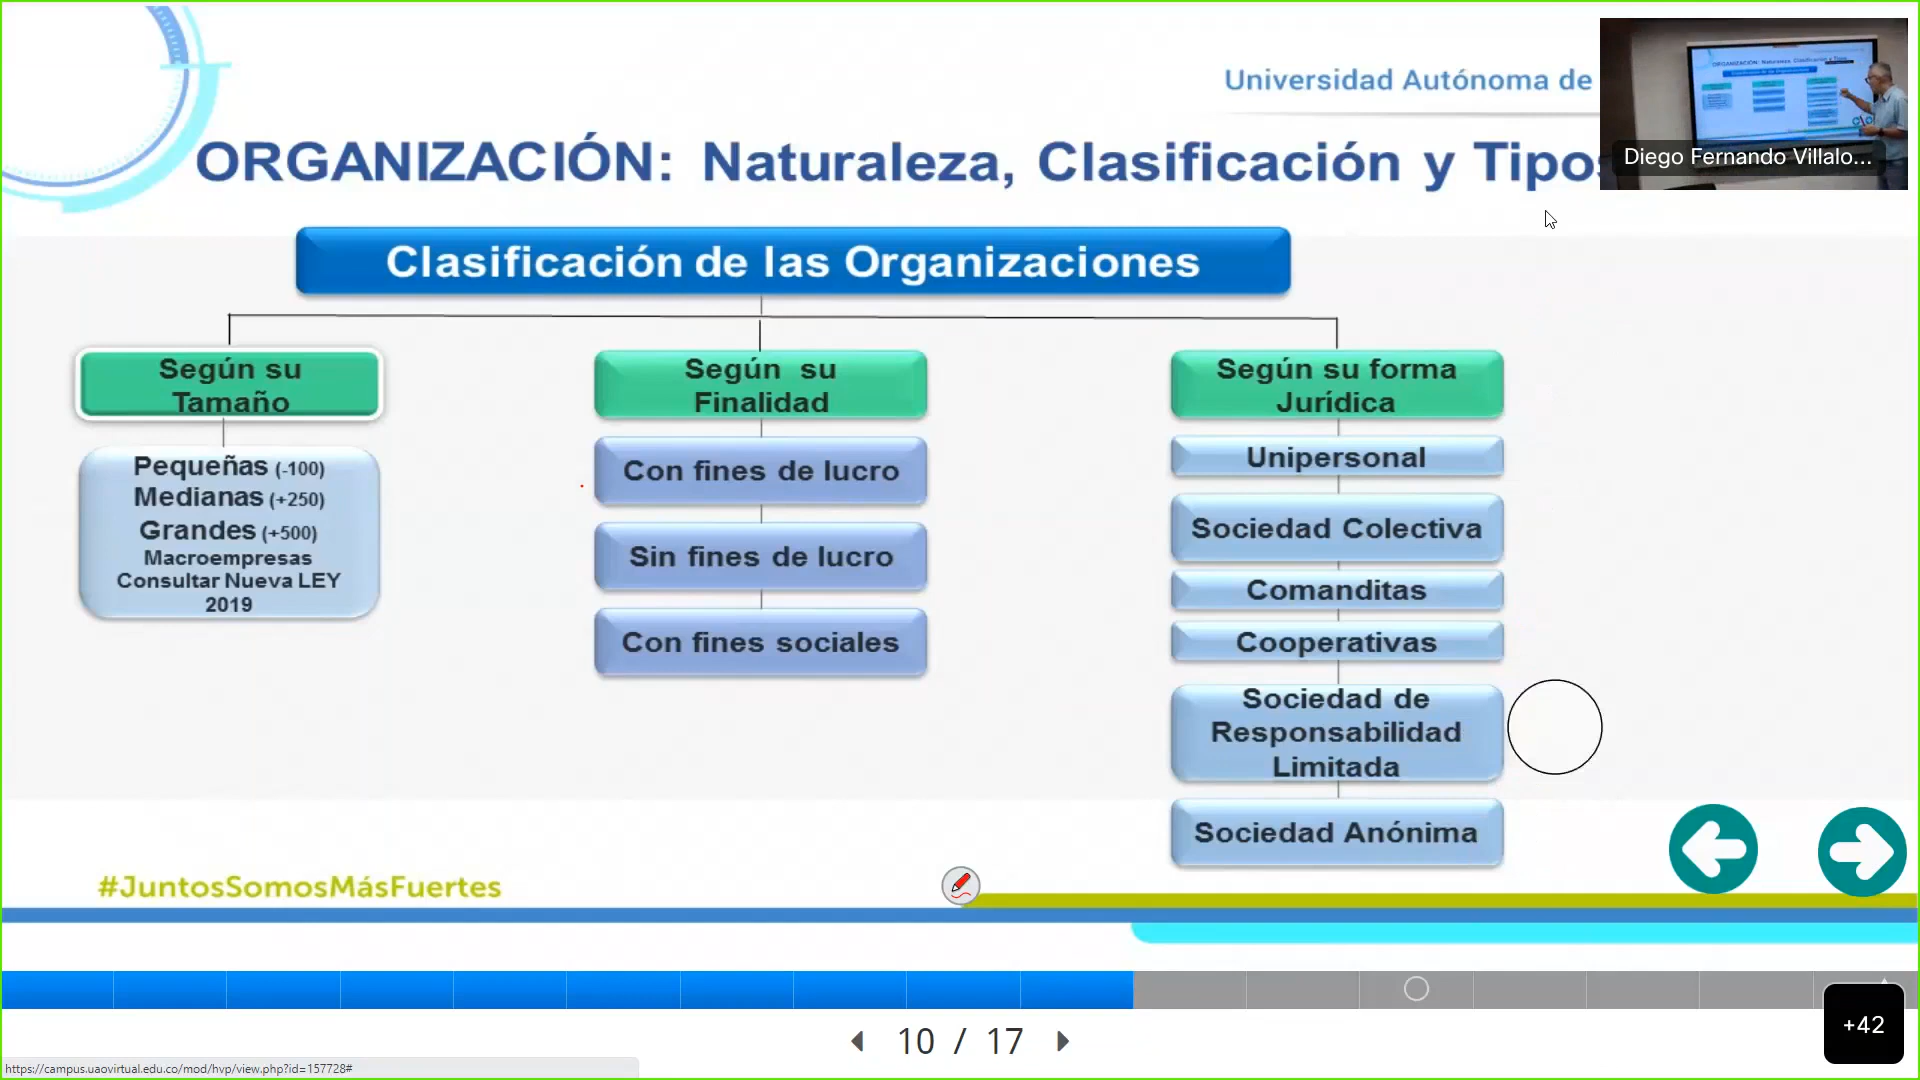 Universidad Autónoma de
ORGANIZACIÓN: Naturaleza, Clasificación y Tipos
Diego Fernando Villalo...
Clasificación de las Organizaciones
Según su
Tamaño
Pequeñas (-100)
Medianas (+250)
Grandes (+500)
Macroempresas
Consultar Nueva LEY
2019
Según su
Finalidad
Con fines de lucro
Sin fines de lucro
Con fines sociales
Según su forma
Jurídica
Unipersonal
Sociedad Colectiva
Comanditas
Cooperativas
Sociedad de
Responsabilidad
Limitada
Sociedad Anónima
#JuntosSomosMásFuertes
10 / 17
+42
https://campus.uaovirtual.edu.co/mod/hvp/view.php?id=157728#